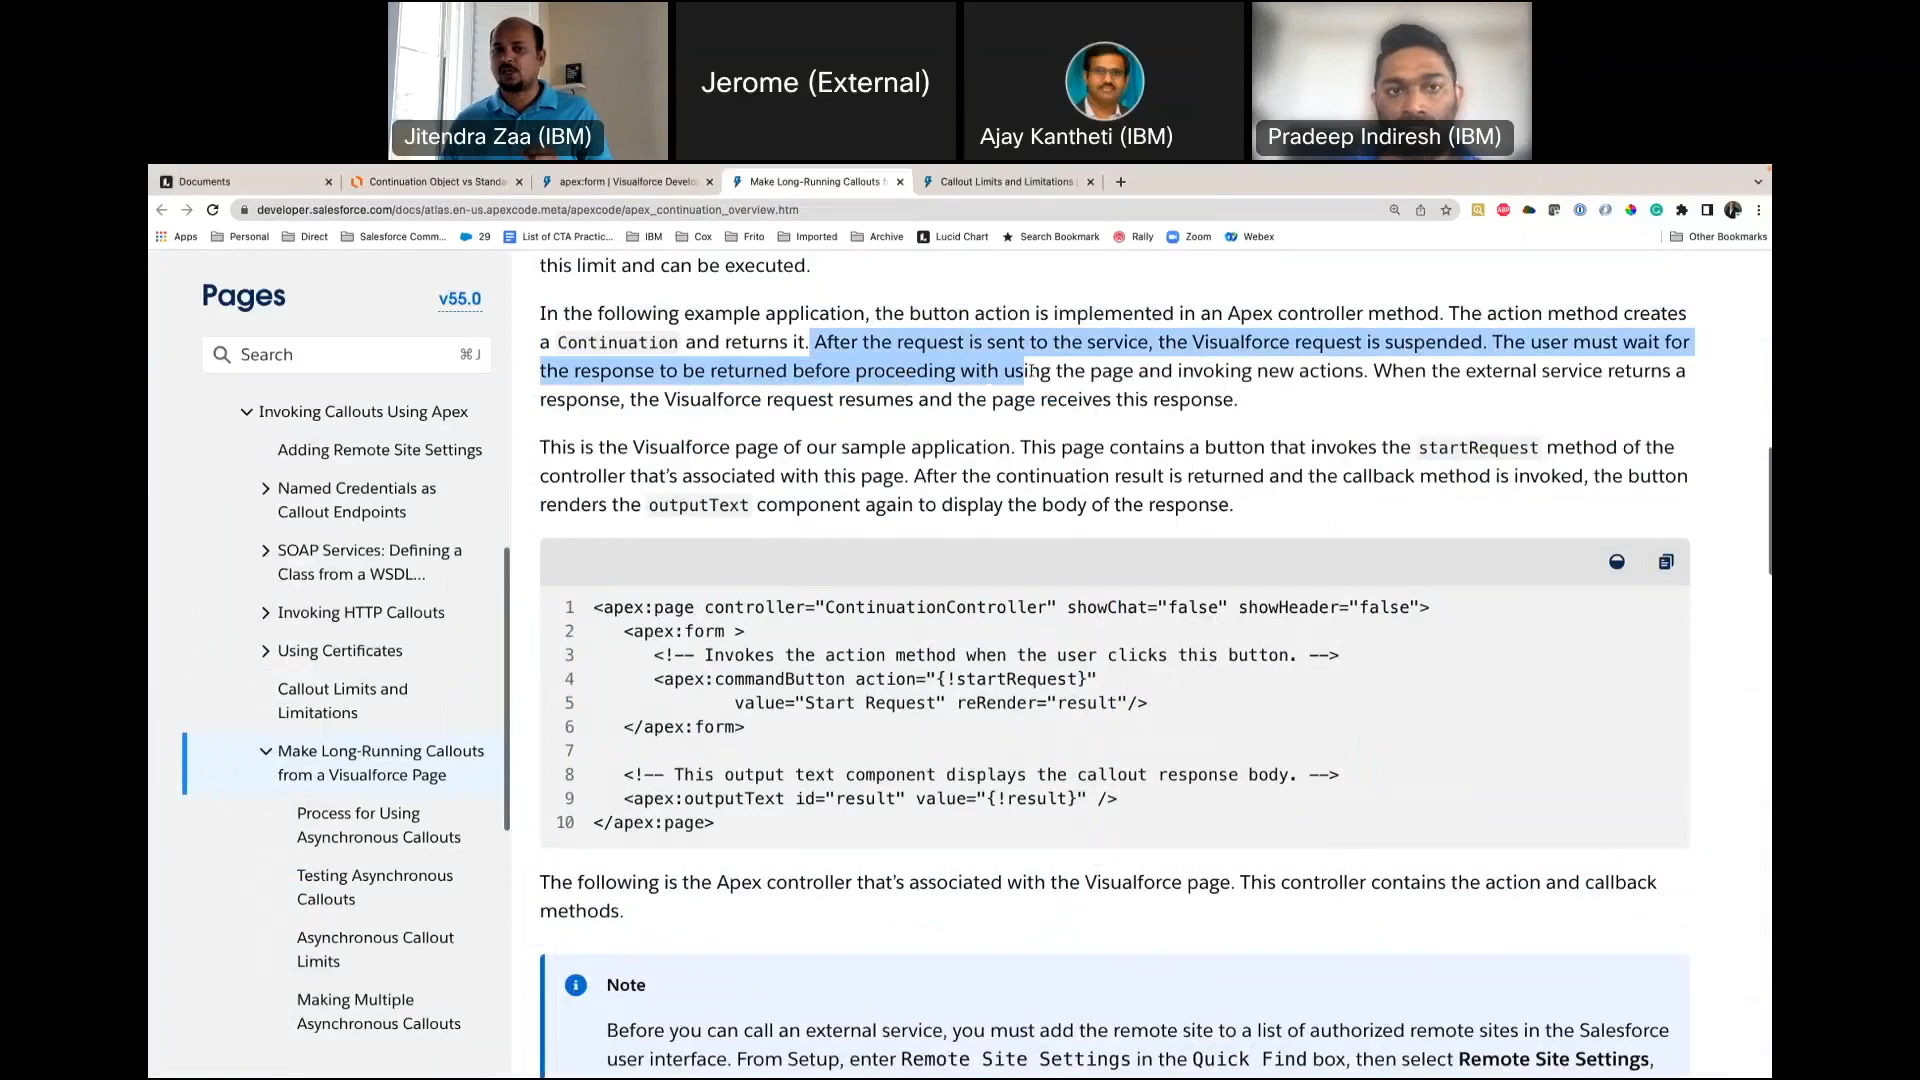 Jitendra Zaa (IBM)
Jerome (External)
Ajay Kantheti (IBM)
Pradeep Indiresh (IBM)
Documents
Continuation Object vs Standa
apex:form | Visualforce Develo
Make Long-Running Callouts f
Callout Limits and Limitations
developer.salesforce.com/docs/atlas.en-us.apexcode.meta/apexcode/apex_continuation_overview.htm
Apps Personal Direct Salesforce Comm... 29 List of CTA Practic... IBM Cox Frito Imported Archive Lucid Chart Search Bookmark Rally Zoom Webex Other Bookmarks
Pages v55.0
Search ⌘J
Invoking Callouts Using Apex
Adding Remote Site Settings
Named Credentials as
Callout Endpoints
SOAP Services: Defining a
Class from a WSDL...
Invoking HTTP Callouts
Using Certificates
Callout Limits and
Limitations
Make Long-Running Callouts
from a Visualforce Page
Process for Using
Asynchronous Callouts
Testing Asynchronous
Callouts
Asynchronous Callout
Limits
Making Multiple
Asynchronous Callouts
this limit and can be executed.
In the following example application, the button action is implemented in an Apex controller method. The action method creates
a Continuation and returns it. After the request is sent to the service, the Visualforce request is suspended. The user must wait for
the response to be returned before proceeding with using the page and invoking new actions. When the external service returns a
response, the Visualforce request resumes and the page receives this response.
This is the Visualforce page of our sample application. This page contains a button that invokes the startRequest method of the
controller that's associated with this page. After the continuation result is returned and the callback method is invoked, the button
renders the outputText component again to display the body of the response.
1 <apex:page controller="ContinuationController" showChat="false" showHeader="false">
2 <apex:form >
3 <!-- Invokes the action method when the user clicks this button. -->
4 <apex:commandButton action="{!startRequest}"
5 value="Start Request" reRender="result"/>
6 </apex:form>
7
8 <!-- This output text component displays the callout response body. -->
9 <apex:outputText id="result" value="{!result}" />
10 </apex:page>
The following is the Apex controller that's associated with the Visualforce page. This controller contains the action and callback
methods.
Note
Before you can call an external service, you must add the remote site to a list of authorized remote sites in the Salesforce
user interface. From Setup, enter Remote Site Settings in the Quick Find box, then select Remote Site Settings,